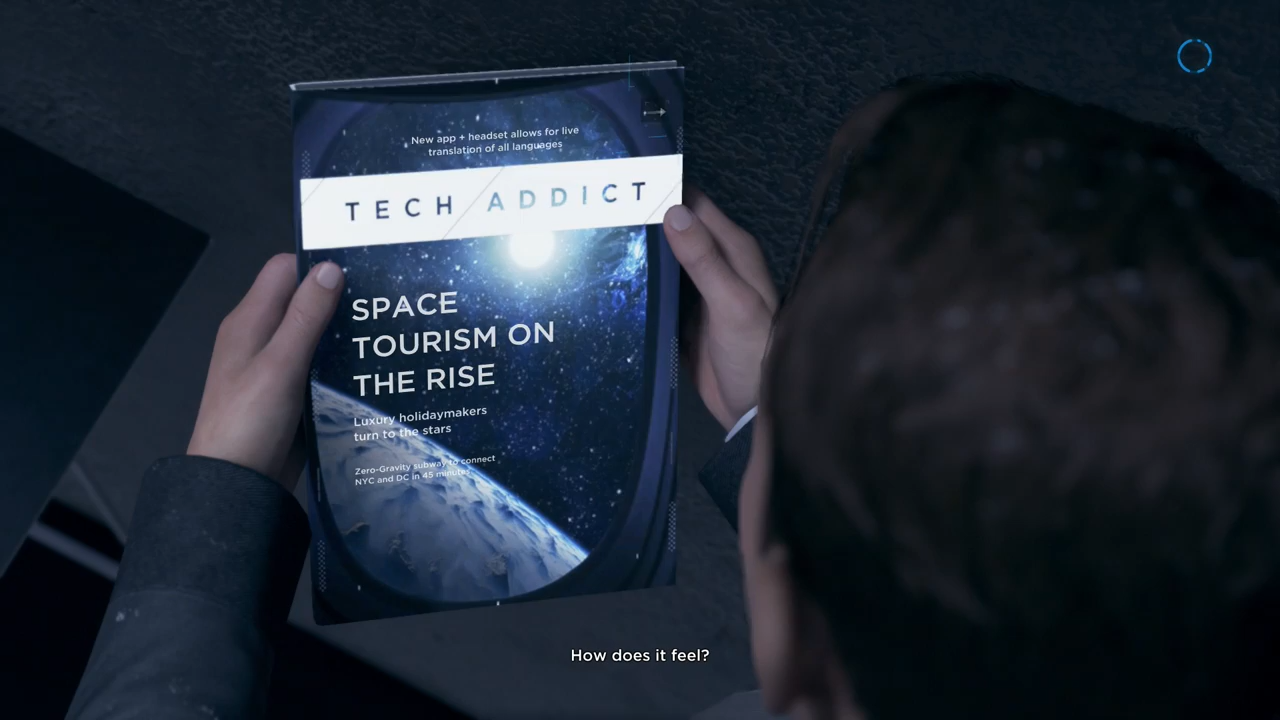 New app + headset allows for live
translation of all languages
TECH ADDICT
SPACE
TOURISM ON
THE RISE
Luxury holidaymakers
turn to the stars
Zero-Gravity subway to connect
NYC and DC in 45 minutes
How does it feel?